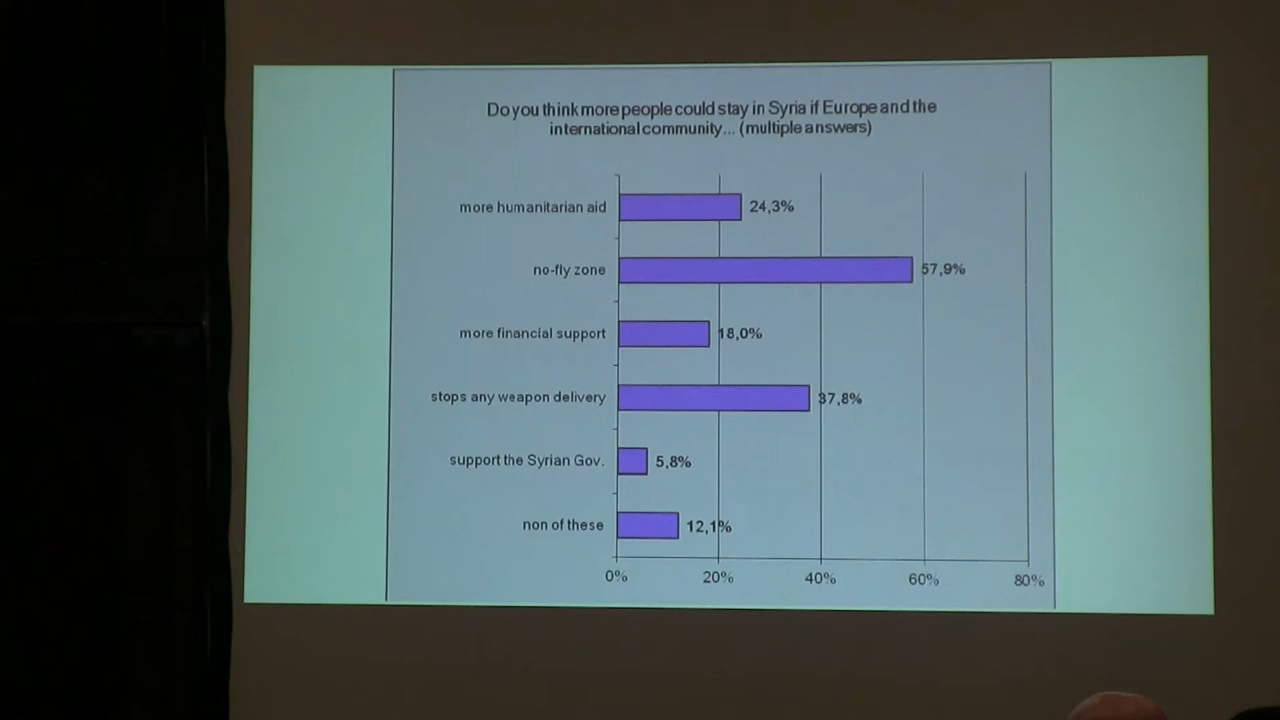 Do you think more people could stay in Syria if Europe and the
international community... (multiple answers)
more humanitarian aid 24,3%
no-fly zone 57,9%
more financial support 18,0%
stops any weapon delivery 37,8%
support the Syrian Gov. 5,8%
non of these 12,1%
0% 20% 40% 60% 80%